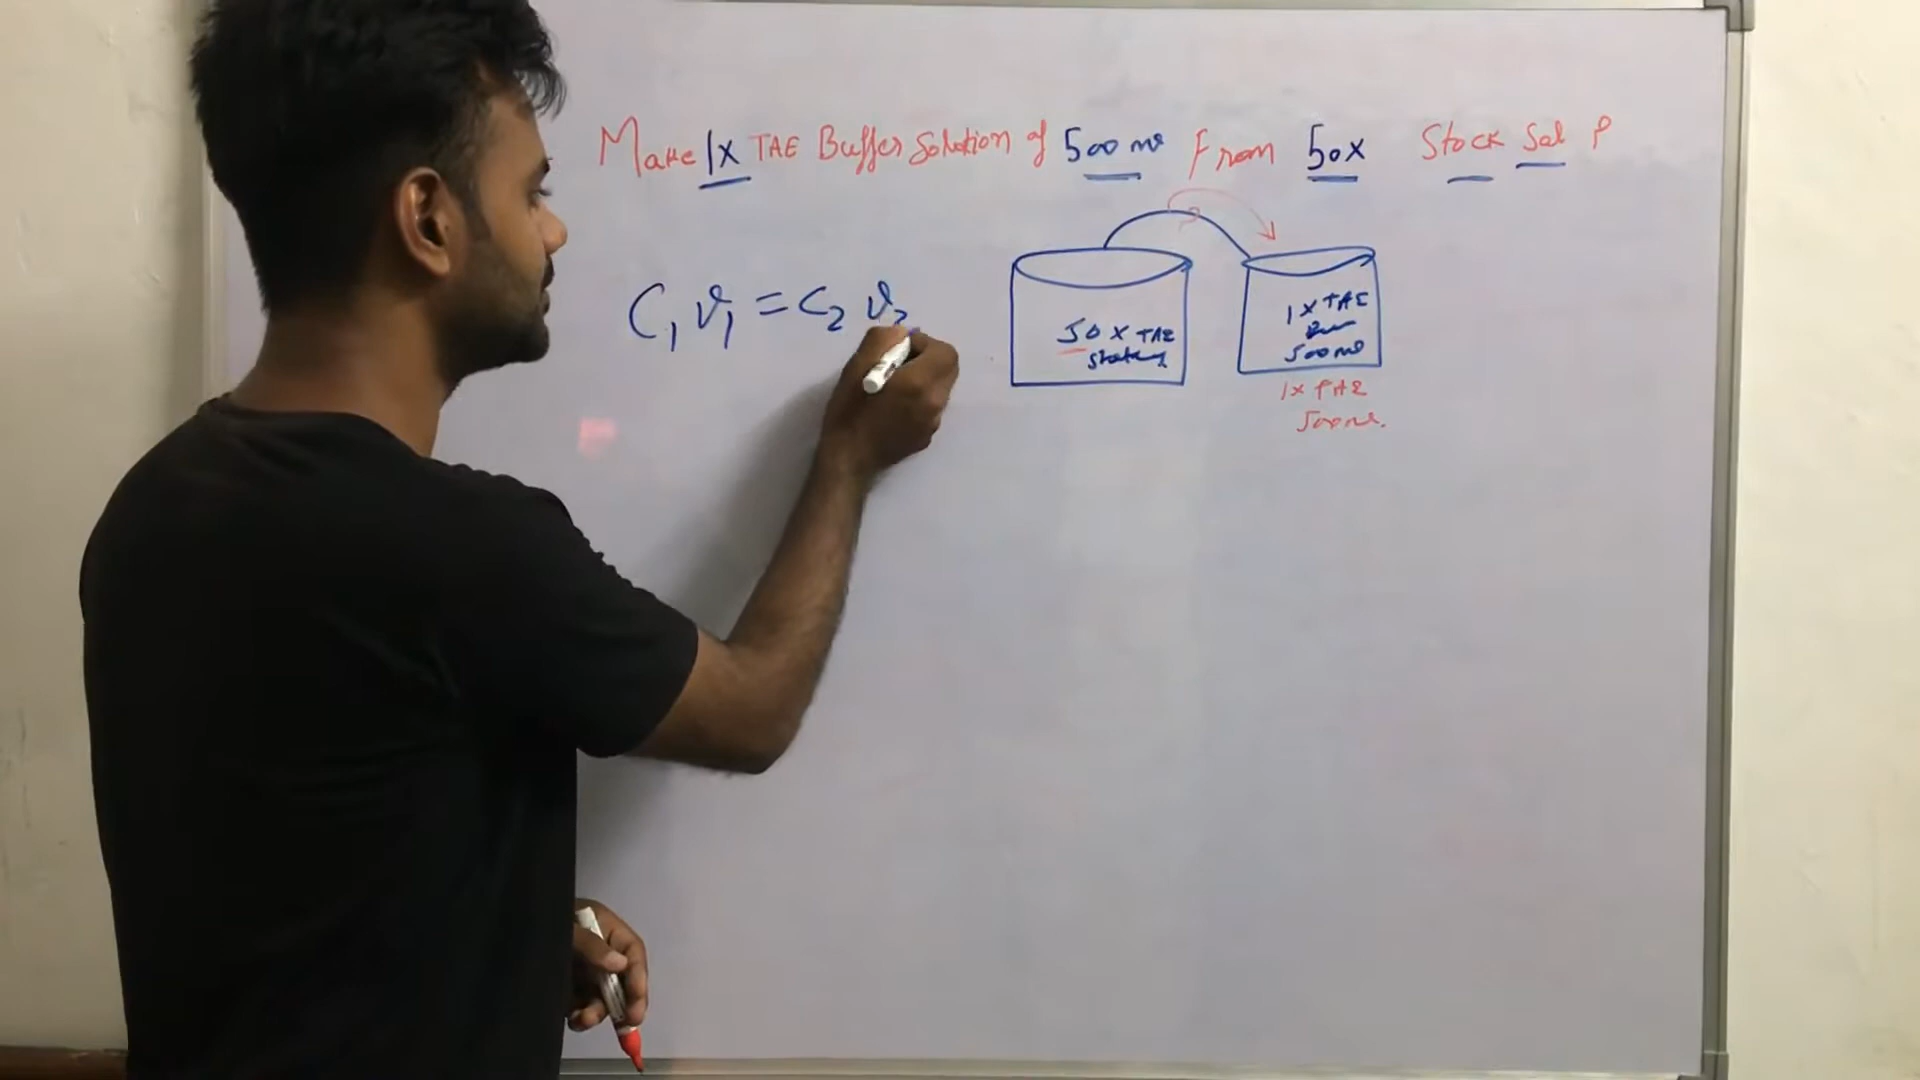 Make 1X TAE Buffer Solution of 500 ml From 50X Stock Sol ?
C1 V1 = C2 V2
50 X TAE
1 X TAE
500 ml
1X TAE
500 ml.